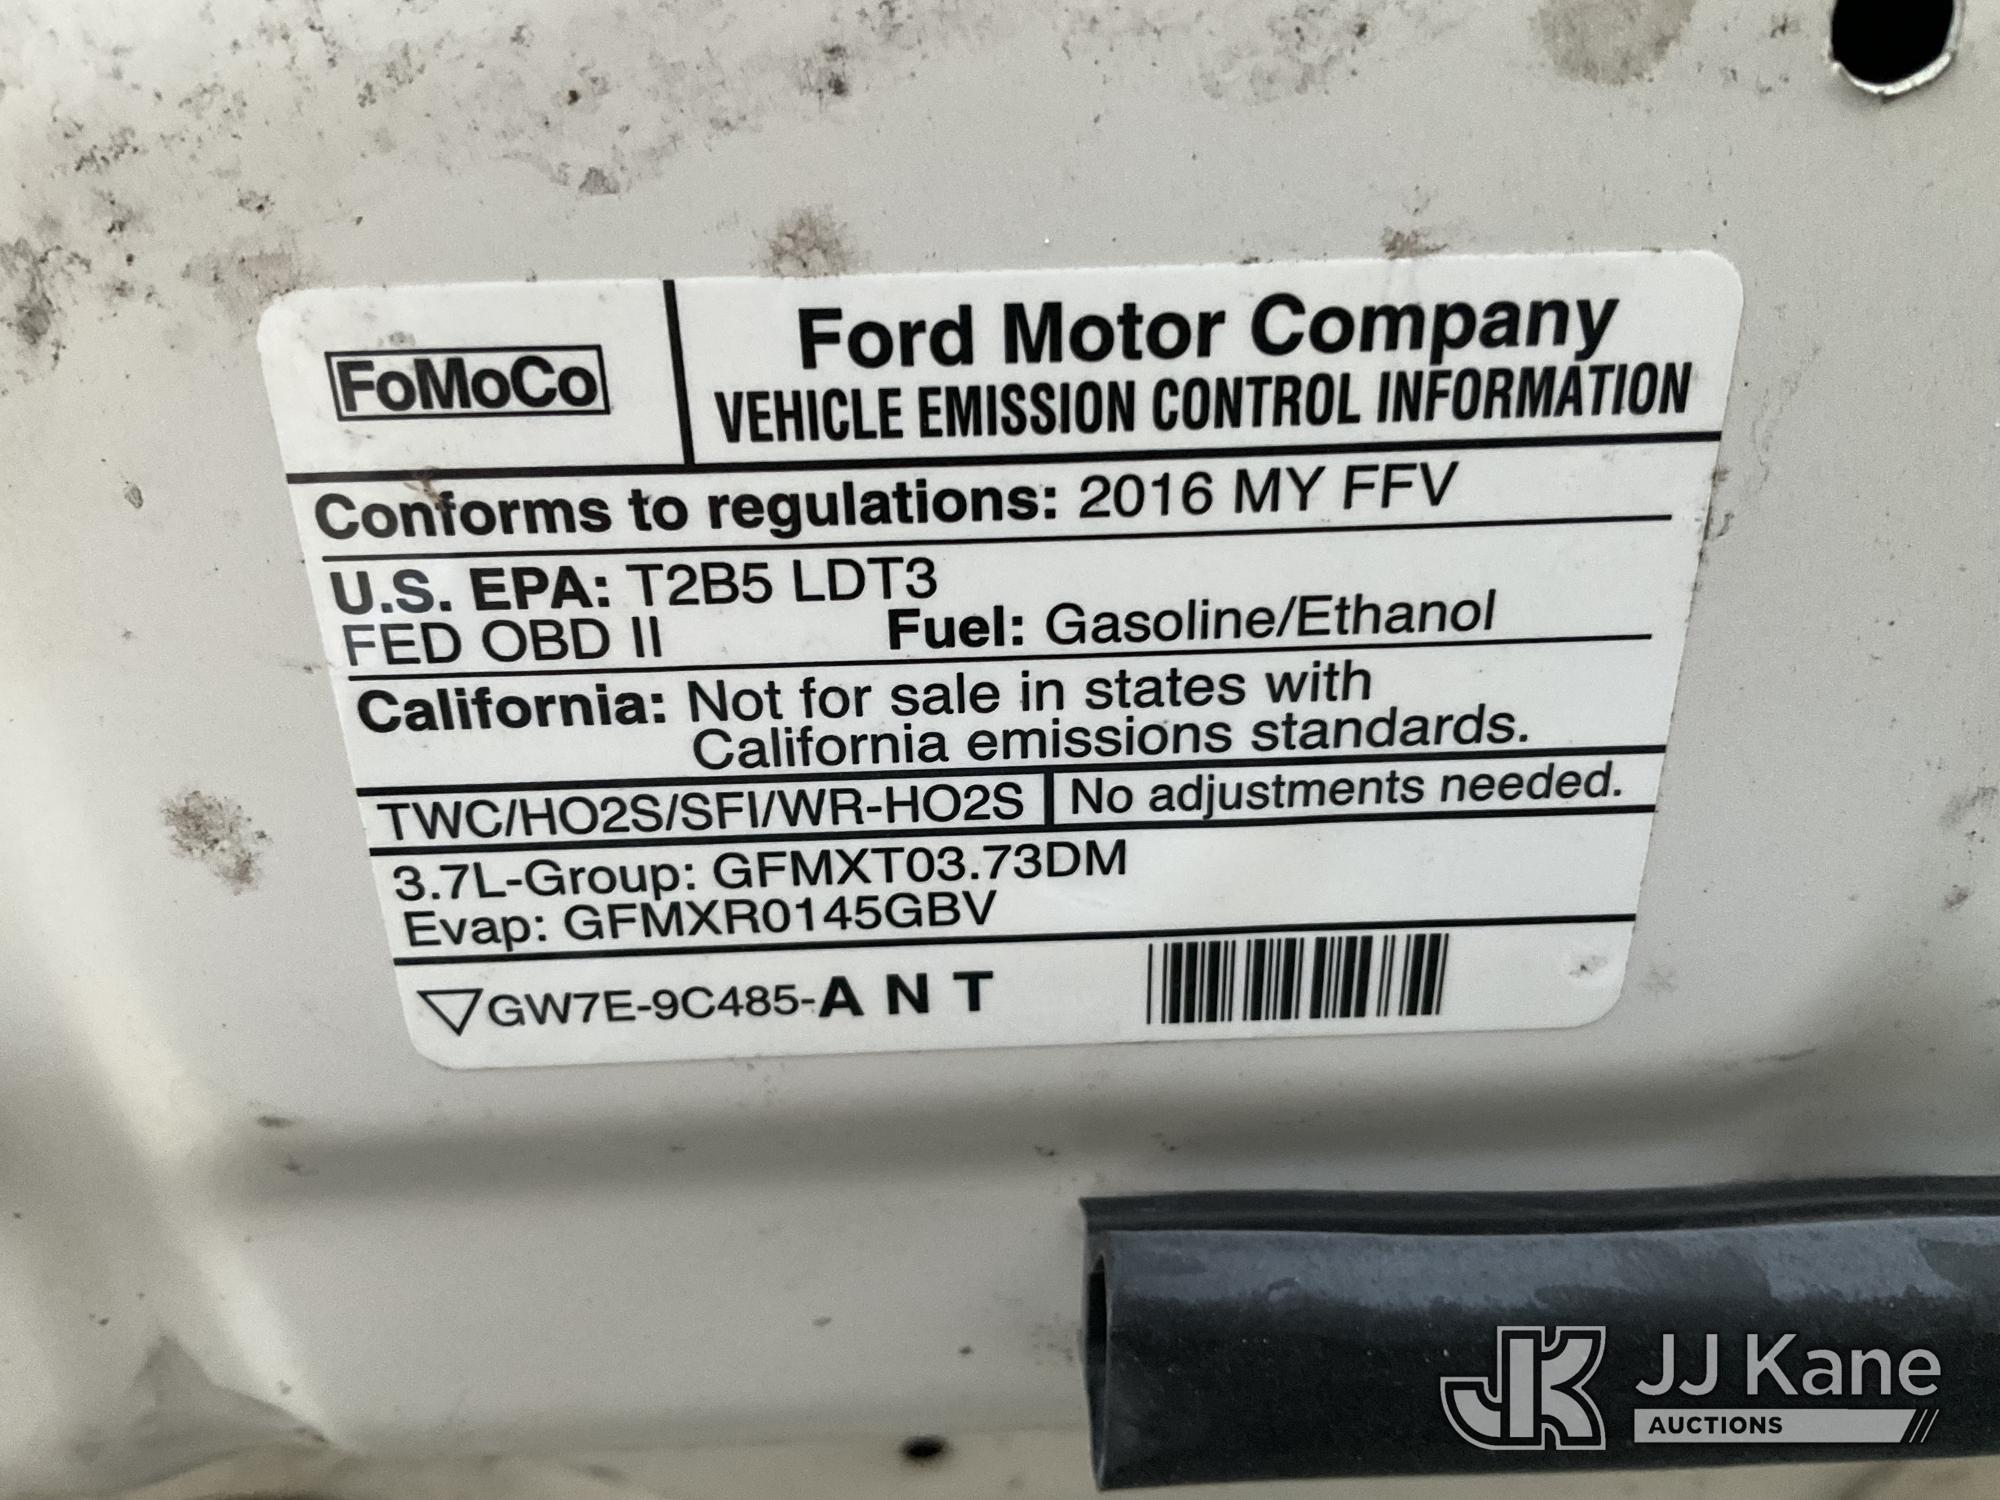 FoMoCo
Ford Motor Company
VEHICLE EMISSION CONTROL INFORMATION
Conforms to regulations: 2016 MY FFV
U.S. EPA: T2B5 LDT3
FED OBD II Fuel: Gasoline/Ethanol
California: Not for sale in states with
California emissions standards.
TWC/HO2S/SFI/WR-HO2S No adjustments needed.
3.7L-Group: GFMXT03.73DM
Evap: GFMXR0145GBV
GW7E-9C485-A N T
JK JJ Kane
AUCTIONS